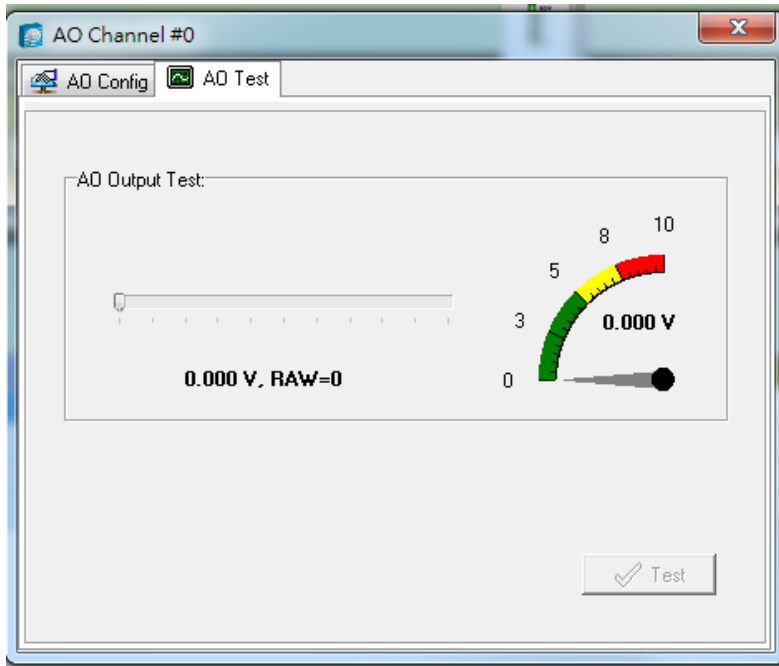 AO Channel #0
AO Config
AO Test
AO Output Test:
10
8
5
3
0.000 V
0
0.000 V, RAW=0
Test